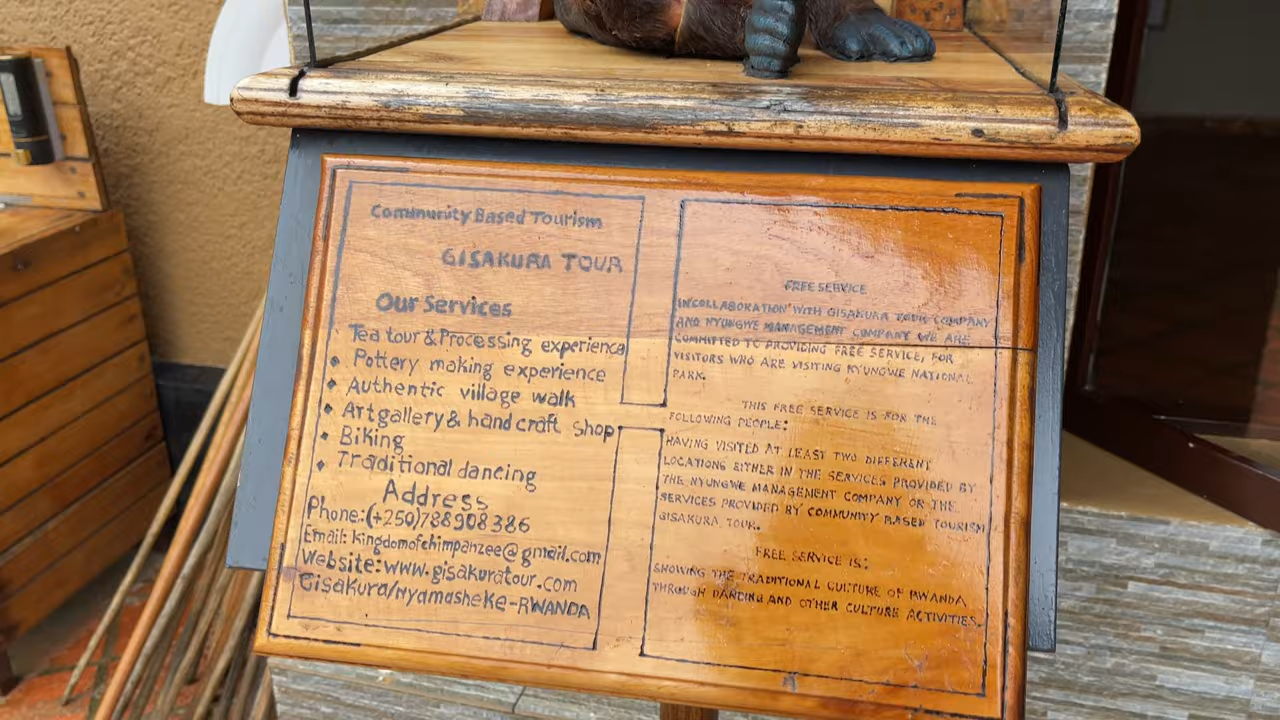 Community Based Tourism
GISAKURA TOUR
Our Services
Tea tour & Processing experience
• Pottery making experience
• Authentic village walk
• Art gallery & hand craft shop
• Biking
• Traditional dancing
Address
Phone:(+250)788908386
Email: kingdomofchimpanzee@gmail.com
Website: www.gisakuratour.com
Gisakura/Nyamasheke-RWANDA
FREE SERVICE
IN COLLABORATION WITH GISAKURA TOUR COMPANY
AND NYUNGWE MANAGEMENT COMPANY WE ARE
COMMITTED TO PROVIDING FREE SERVICE, FOR
VISITORS WHO ARE VISITING NYUNGWE NATIONAL
PARK.
THIS FREE SERVICE IS FOR THE
FOLLOWING PEOPLE:
HAVING VISITED AT LEAST TWO DIFFERENT
LOCATIONS EITHER IN THE SERVICES PROVIDED BY
THE NYUNGWE MANAGEMENT COMPANY OR THE
SERVICES PROVIDED BY COMMUNITY BASED TOURISM
GISAKURA TOUR.
FREE SERVICE IS:
SHOWING THE TRADITIONAL CULTURE OF RWANDA
THROUGH DANCING AND OTHER CULTURE ACTIVITIES.